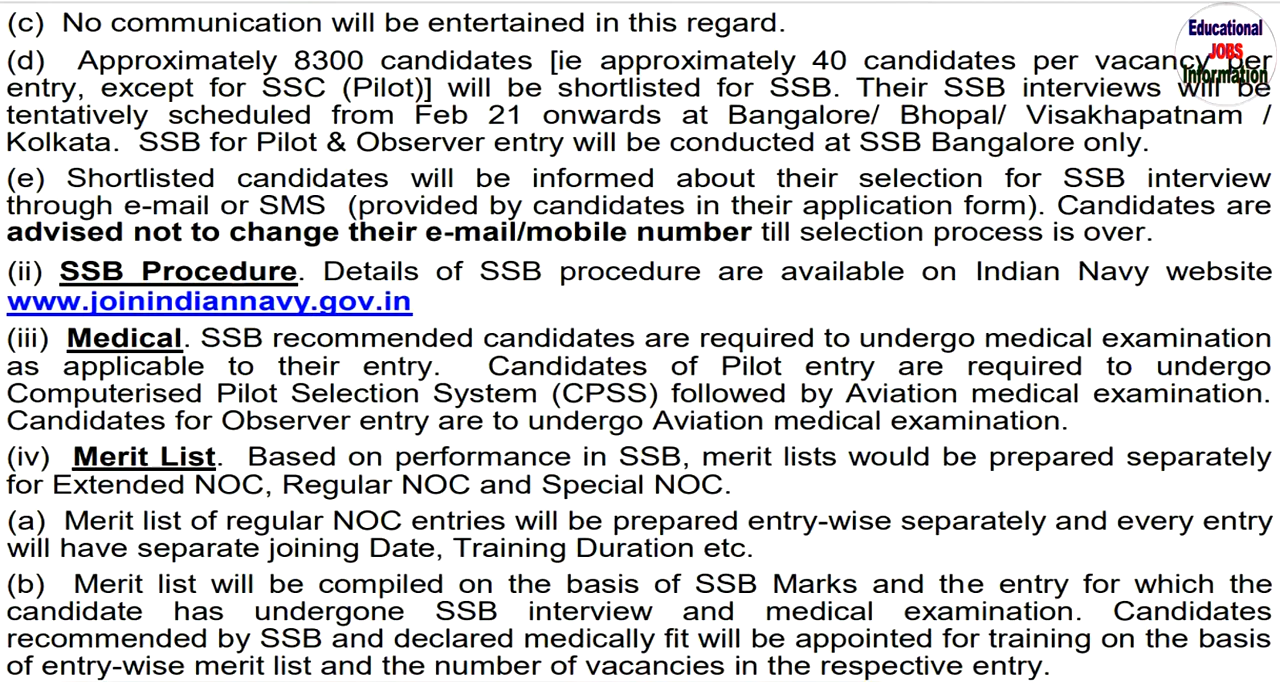 (c) No communication will be entertained in this regard.
(d) Approximately 8300 candidates [ie approximately 40 candidates per vacancy per
entry, except for SSC (Pilot)] will be shortlisted for SSB. Their SSB interviews will be
tentatively scheduled from Feb 21 onwards at Bangalore/ Bhopal/ Visakhapatnam /
Kolkata. SSB for Pilot & Observer entry will be conducted at SSB Bangalore only.
(e) Shortlisted candidates will be informed about their selection for SSB interview
through e-mail or SMS (provided by candidates in their application form). Candidates are
advised not to change their e-mail/mobile number till selection process is over.
(ii) SSB Procedure. Details of SSB procedure are available on Indian Navy website
www.joinindiannavy.gov.in
(iii) Medical. SSB recommended candidates are required to undergo medical examination
as applicable to their entry. Candidates of Pilot entry are required to undergo
Computerised Pilot Selection System (CPSS) followed by Aviation medical examination.
Candidates for Observer entry are to undergo Aviation medical examination.
(iv) Merit List. Based on performance in SSB, merit lists would be prepared separately
for Extended NOC, Regular NOC and Special NOC.
(a) Merit list of regular NOC entries will be prepared entry-wise separately and every entry
will have separate joining Date, Training Duration etc.
(b) Merit list will be compiled on the basis of SSB Marks and the entry for which the
candidate has undergone SSB interview and medical examination. Candidates
recommended by SSB and declared medically fit will be appointed for training on the basis
of entry-wise merit list and the number of vacancies in the respective entry.
Educational
JOBS
Information